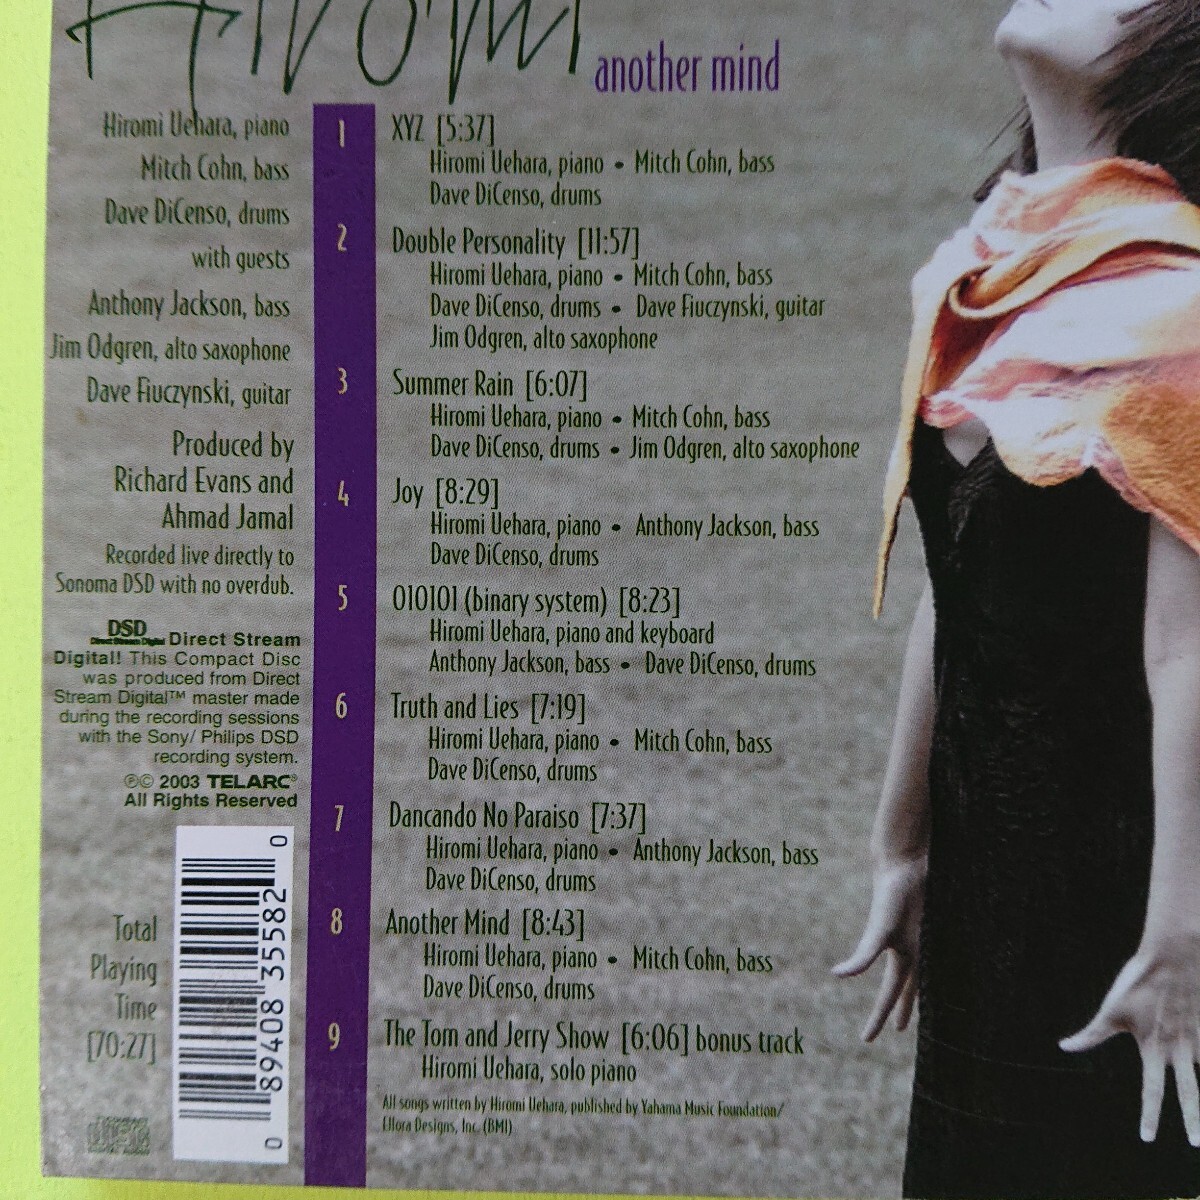 Hiromi
another mind
Hiromi Uehara, piano
Mitch Cohn, bass
Dave DiCenso, drums
with guests
Anthony Jackson, bass
Jim Odgren, alto saxophone
Dave Fiuczynski, guitar
Produced by
Richard Evans and
Ahmad Jamal
Recorded live directly to
Sonoma DSD with no overdub.
DSD
Direct Stream Digital
Direct Stream
Digital! This Compact Disc
was produced from Direct
Stream Digital™ master made
during the recording sessions
with the Sony/ Philips DSD
recording system.
℗© 2003 TELARC®
All Rights Reserved
Total
Playing
Time
[70:27]
0 89408 35582 0
1 XYZ [5:37]
Hiromi Uehara, piano • Mitch Cohn, bass
Dave DiCenso, drums
2 Double Personality [11:57]
Hiromi Uehara, piano • Mitch Cohn, bass
Dave DiCenso, drums • Dave Fiuczynski, guitar
Jim Odgren, alto saxophone
3 Summer Rain [6:07]
Hiromi Uehara, piano • Mitch Cohn, bass
Dave DiCenso, drums • Jim Odgren, alto saxophone
4 Joy [8:29]
Hiromi Uehara, piano • Anthony Jackson, bass
Dave DiCenso, drums
5 010101 (binary system) [8:23]
Hiromi Uehara, piano and keyboard
Anthony Jackson, bass • Dave DiCenso, drums
6 Truth and Lies [7:19]
Hiromi Uehara, piano • Mitch Cohn, bass
Dave DiCenso, drums
7 Dancando No Paraiso [7:37]
Hiromi Uehara, piano • Anthony Jackson, bass
Dave DiCenso, drums
8 Another Mind [8:43]
Hiromi Uehara, piano • Mitch Cohn, bass
Dave DiCenso, drums
9 The Tom and Jerry Show [6:06] bonus track
Hiromi Uehara, solo piano
All songs written by Hiromi Uehara, published by Yahama Music Foundation/
Ellora Designs, Inc. (BMI)